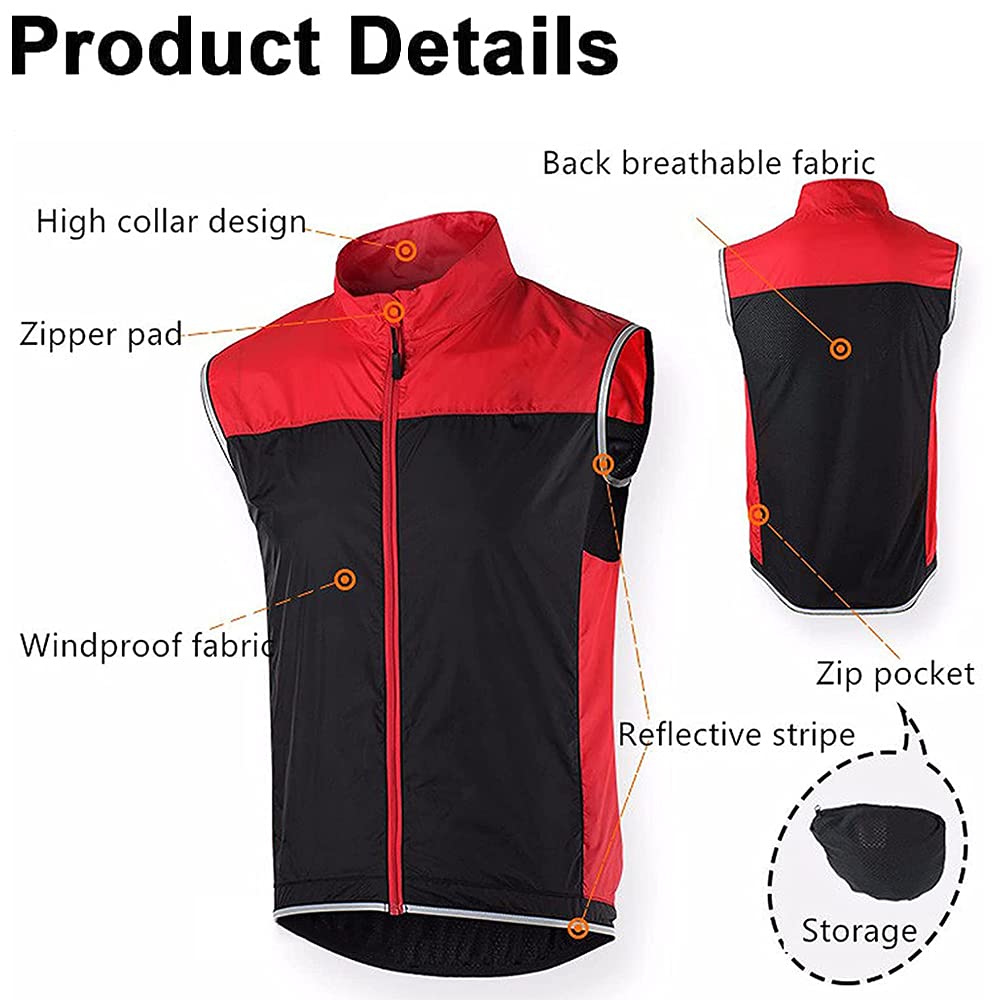 Product Details
Back breathable fabric
High collar design
Zipper pad
Windproof fabric
Zip pocket
Reflective stripe
Storage